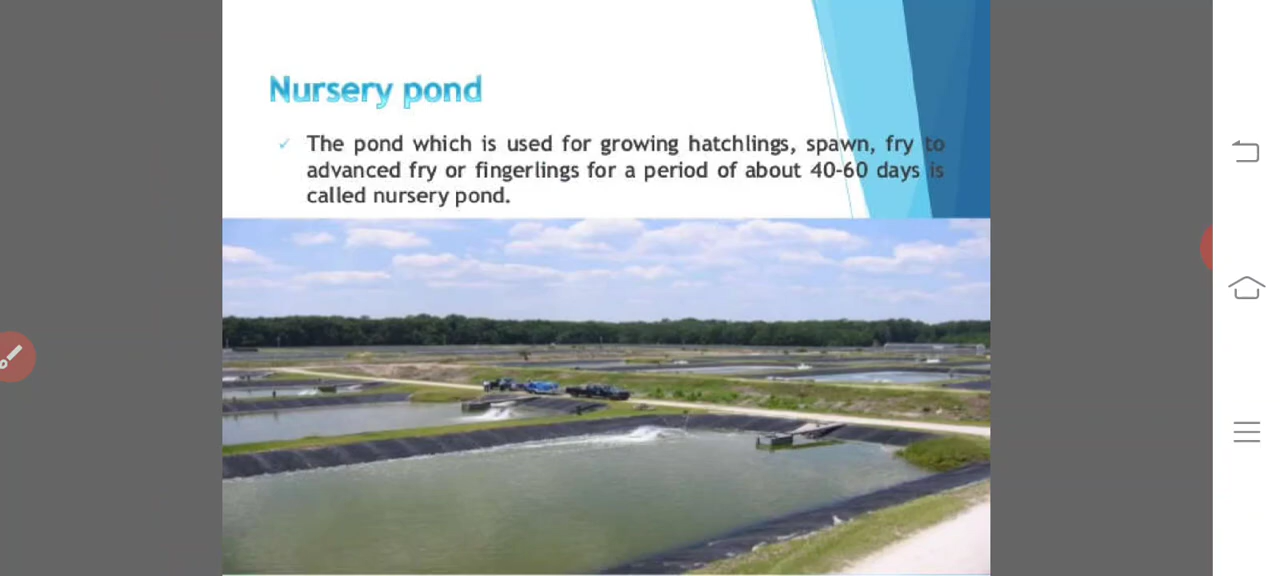 Nursery pond
✓ The pond which is used for growing hatchlings, spawn, fry to
advanced fry or fingerlings for a period of about 40-60 days is
called nursery pond.